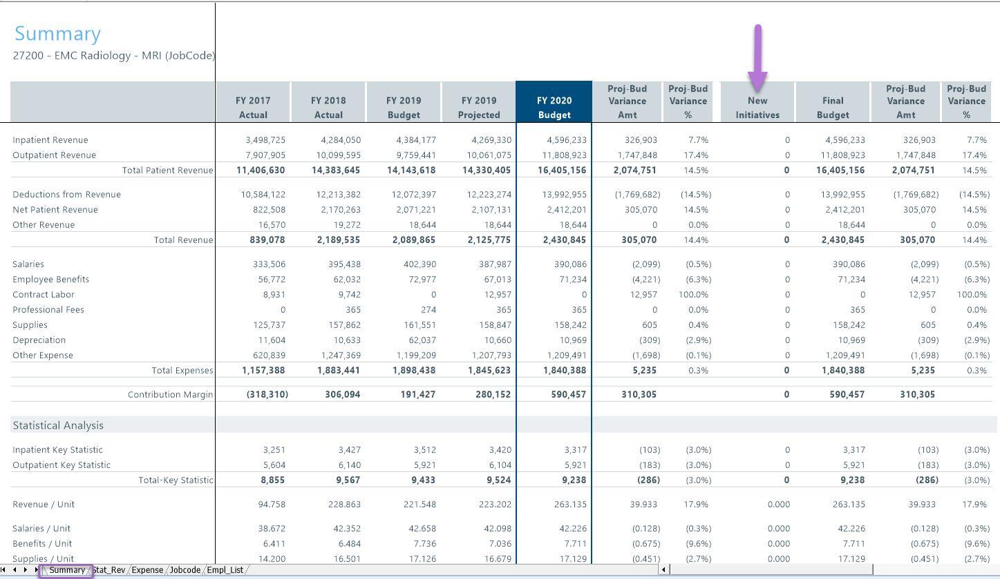 Summary
27200 - EMC Radiology - MRI (JobCode)
FY 2017 Actual FY 2018 Actual FY 2019 Budget FY 2019 Projected FY 2020 Budget Proj-Bud Variance Amt Proj-Bud Variance % New Initiatives Final Budget Proj-Bud Variance Amt Proj-Bud Variance %
Inpatient Revenue 3,498,725 4,284,050 4,384,177 4,269,330 4,596,233 326,903 7.7% 0 4,596,233 326,903 7.7%
Outpatient Revenue 7,907,905 10,099,595 9,759,441 10,061,075 11,808,923 1,747,848 17.4% 0 11,808,923 1,747,848 17.4%
Total Patient Revenue 11,406,630 14,383,645 14,143,618 14,330,405 16,405,156 2,074,751 14.5% 0 16,405,156 2,074,751 14.5%
Deductions from Revenue 10,584,122 12,213,382 12,072,397 12,223,274 13,992,955 (1,769,682) (14.5%) 0 13,992,955 (1,769,682) (14.5%)
Net Patient Revenue 822,508 2,170,263 2,071,221 2,107,131 2,412,201 305,070 14.5% 0 2,412,201 305,070 14.5%
Other Revenue 16,570 19,272 18,644 18,644 18,644 0 0.0% 0 18,644 0 0.0%
Total Revenue 839,078 2,189,535 2,089,865 2,125,775 2,430,845 305,070 14.4% 0 2,430,845 305,070 14.4%
Salaries 333,506 395,438 402,390 387,987 390,086 (2,099) (0.5%) 0 390,086 (2,099) (0.5%)
Employee Benefits 56,772 62,032 72,977 67,013 71,234 (4,221) (6.3%) 0 71,234 (4,221) (6.3%)
Contract Labor 8,931 9,742 0 12,957 0 12,957 100.0% 0 0 12,957 100.0%
Professional Fees 0 365 274 365 365 0 0.0% 0 365 0 0.0%
Supplies 125,737 157,862 161,551 158,847 158,242 605 0.4% 0 158,242 605 0.4%
Depreciation 11,604 10,633 62,037 10,660 10,969 (309) (2.9%) 0 10,969 (309) (2.9%)
Other Expense 620,839 1,247,369 1,199,209 1,207,793 1,209,491 (1,698) (0.1%) 0 1,209,491 (1,698) (0.1%)
Total Expenses 1,157,388 1,883,441 1,898,438 1,845,623 1,840,388 5,235 0.3% 0 1,840,388 5,235 0.3%
Contribution Margin (318,310) 306,094 191,427 280,152 590,457 310,305 0 590,457 310,305
Statistical Analysis
Inpatient Key Statistic 3,251 3,427 3,512 3,420 3,317 (103) (3.0%) 0 3,317 (103) (3.0%)
Outpatient Key Statistic 5,604 6,140 5,921 6,104 5,921 (183) (3.0%) 0 5,921 (183) (3.0%)
Total-Key Statistic 8,855 9,567 9,433 9,524 9,238 (286) (3.0%) 0 9,238 (286) (3.0%)
Revenue / Unit 94.758 228.863 221.548 223.202 263.135 39.933 17.9% 0.000 263.135 39.933 17.9%
Salaries / Unit 38.672 42.352 42.658 42.098 42.226 (0.128) (0.3%) 0.000 42.226 (0.128) (0.3%)
Benefits / Unit 6.411 6.484 7.736 7.036 7.711 (0.675) (9.6%) 0.000 7.711 (0.675) (9.6%)
Supplies / Unit 14.200 16.501 17.126 16.679 17.129 (0.451) (2.7%) 0.000 17.129 (0.451) (2.7%)
Summary Stat_Rev Expense Jobcode Empl_List